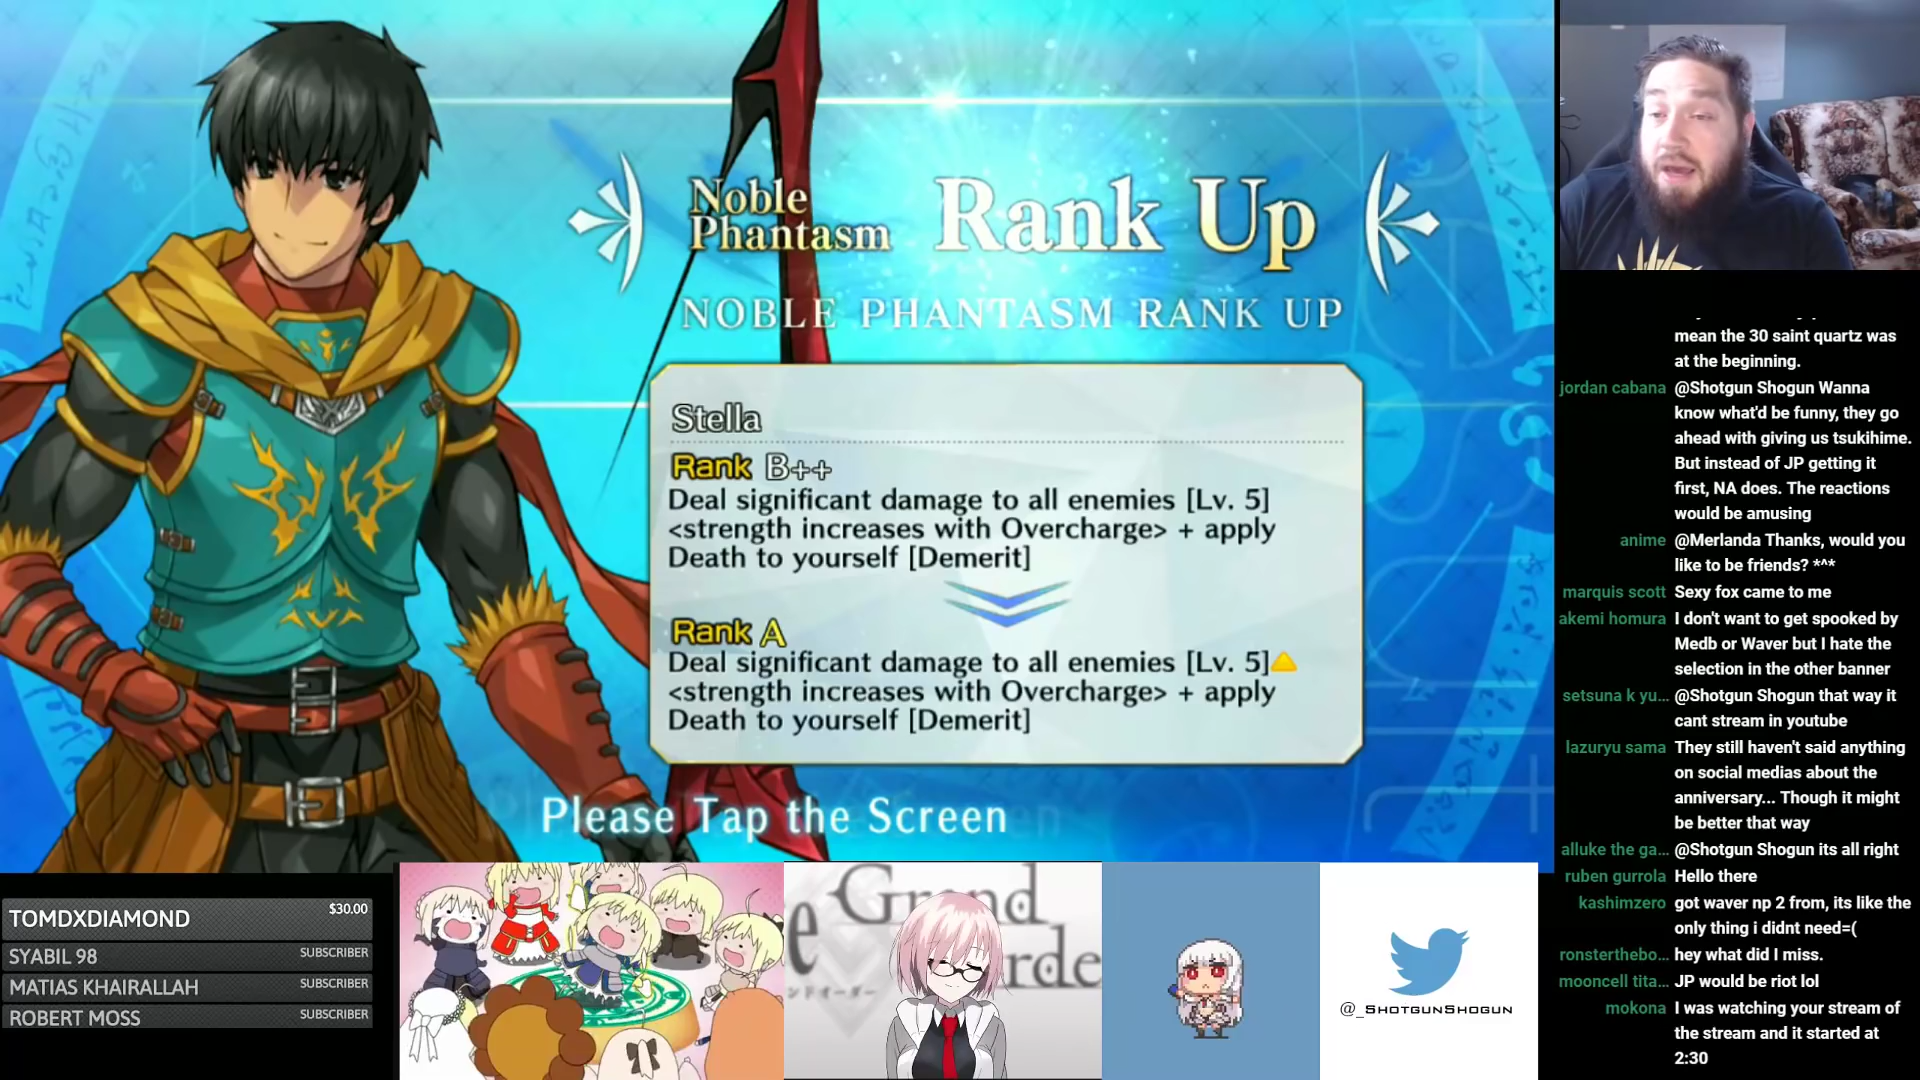 Noble
Phantasm
Rank Up
NOBLE PHANTASM RANK UP
Stella
Rank B++
Deal significant damage to all enemies [Lv. 5]
<strength increases with Overcharge> + apply
Death to yourself [Demerit]
Rank A
Deal significant damage to all enemies [Lv. 5]
<strength increases with Overcharge> + apply
Death to yourself [Demerit]
Please Tap the Screen
mean the 30 saint quartz was
at the beginning.
jordan cabana @Shotgun Shogun Wanna
know what'd be funny, they go
ahead with giving us tsukihime.
But instead of JP getting it
first, NA does. The reactions
would be amusing
anime @Merlanda Thanks, would you
like to be friends? *^*
marquis scott Sexy fox came to me
akemi homura I don't want to get spooked by
Medb or Waver but I hate the
selection in the other banner
setsuna k yu... @Shotgun Shogun that way it
cant stream in youtube
lazuryu sama They still haven't said anything
on social medias about the
anniversary... Though it might
be better that way
alluke the ga... @Shotgun Shogun its all right
ruben gurrola Hello there
kashimzero got waver np 2 from, its like the
only thing i didnt need=(
ronsterthebo... hey what did I miss.
mooncell tita... JP would be riot lol
mokona I was watching your stream of
the stream and it started at
2:30
TOMDXDIAMOND $30.00
SYABIL 98 SUBSCRIBER
MATIAS KHAIRALLAH SUBSCRIBER
ROBERT MOSS SUBSCRIBER
e Grand
rde
ンドオーダー
@_SHOTGUNSHOGUN